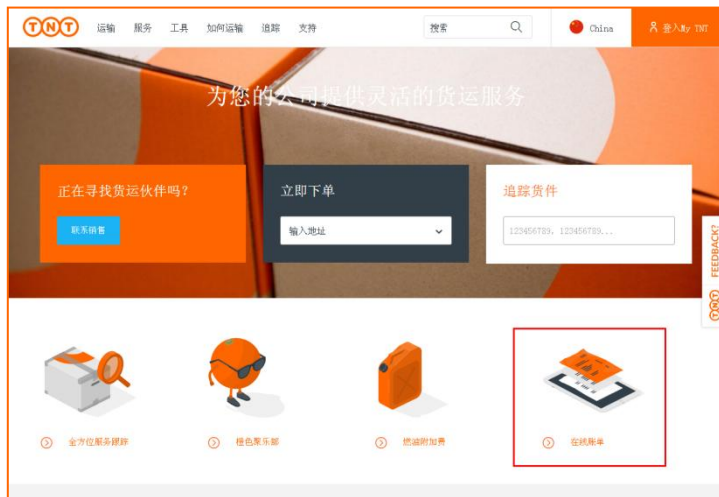 TNT 运输 服务 工具 如何运输 追踪 支持 搜索 China 登入My TNT
为您的公司提供灵活的货运服务
正在寻找货运伙伴吗?
联系销售
立即下单
输入地址
追踪货件
123456789, 123456789...
TNT FEEDBACK?
全方位服务跟踪
橙色聚乐部
燃油附加费
在线账单